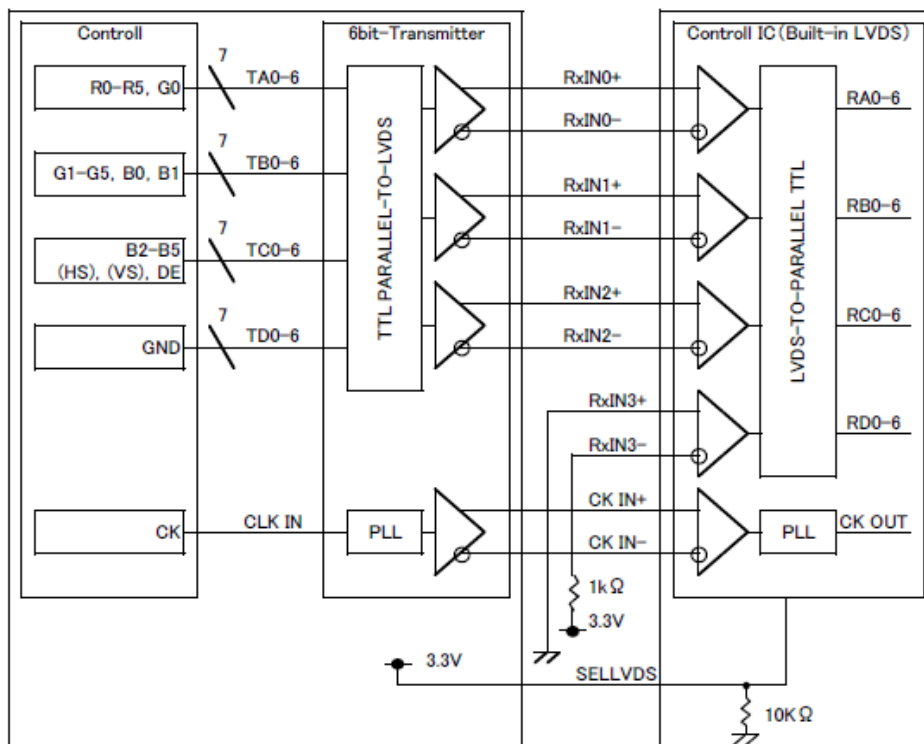 Controll
6bit-Transmitter
Controll IC(Built-in LVDS)
7
R0-R5, G0
TA0-6
RxIN0+
RA0-6
RxIN0-
7
G1-G5, B0, B1
TB0-6
RxIN1+
RB0-6
RxIN1-
7
B2-B5
(HS), (VS), DE
TC0-6
RxIN2+
RC0-6
RxIN2-
7
GND
TD0-6
TTL PARALLEL-TO-LVDS
LVDS-TO-PARALLEL TTL
RxIN3+
RD0-6
RxIN3-
CK
CLK IN
PLL
CK IN+
CK IN-
PLL
CK OUT
1kΩ
3.3V
3.3V
SELLVDS
10KΩ